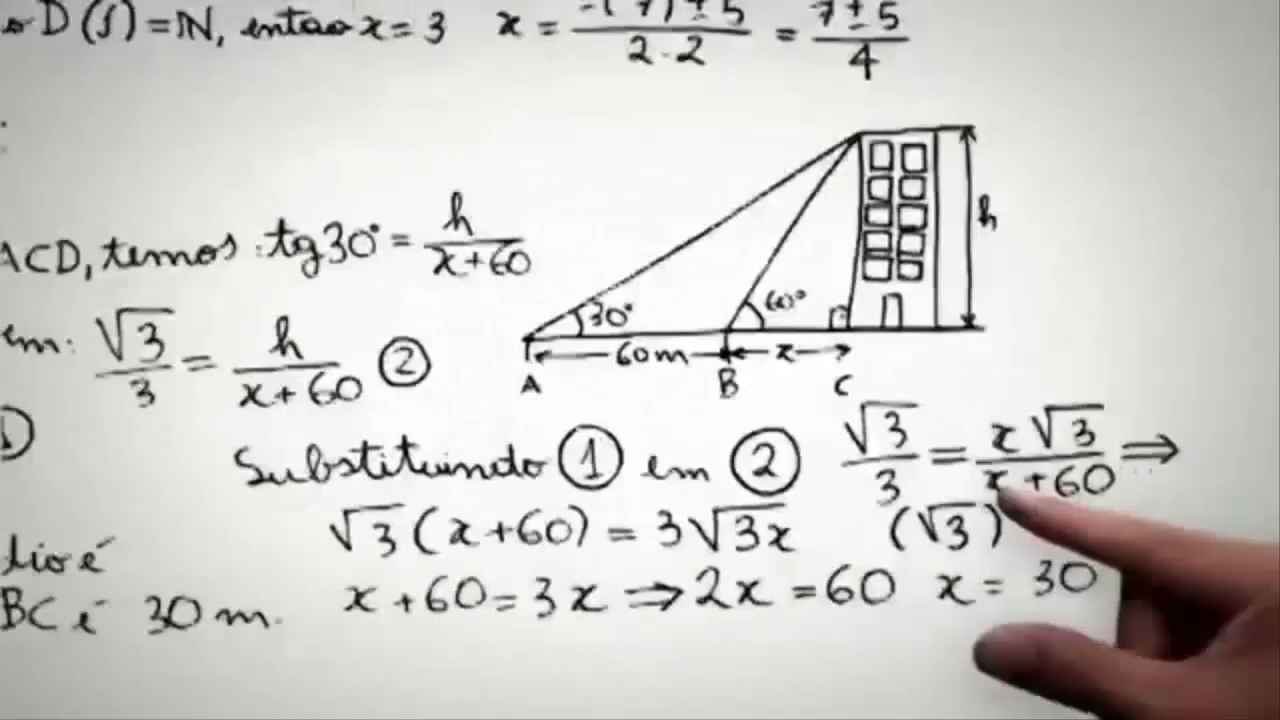 D(f) = ℕ, então x = 3 x = -(7) ± 5 / 2·2 = 7 ± 5 / 4
ACD, temos: tg30° = h / x+60
h
30° 60°
60m x
A B C
em: √3/3 = h / x+60 ②
①
Substituindo ① em ② √3/3 = x√3 / x+60 ⇒
√3(x+60) = 3√3x (√3)
é
x+60 = 3x ⇒ 2x = 60 x = 30
BC é 30 m.